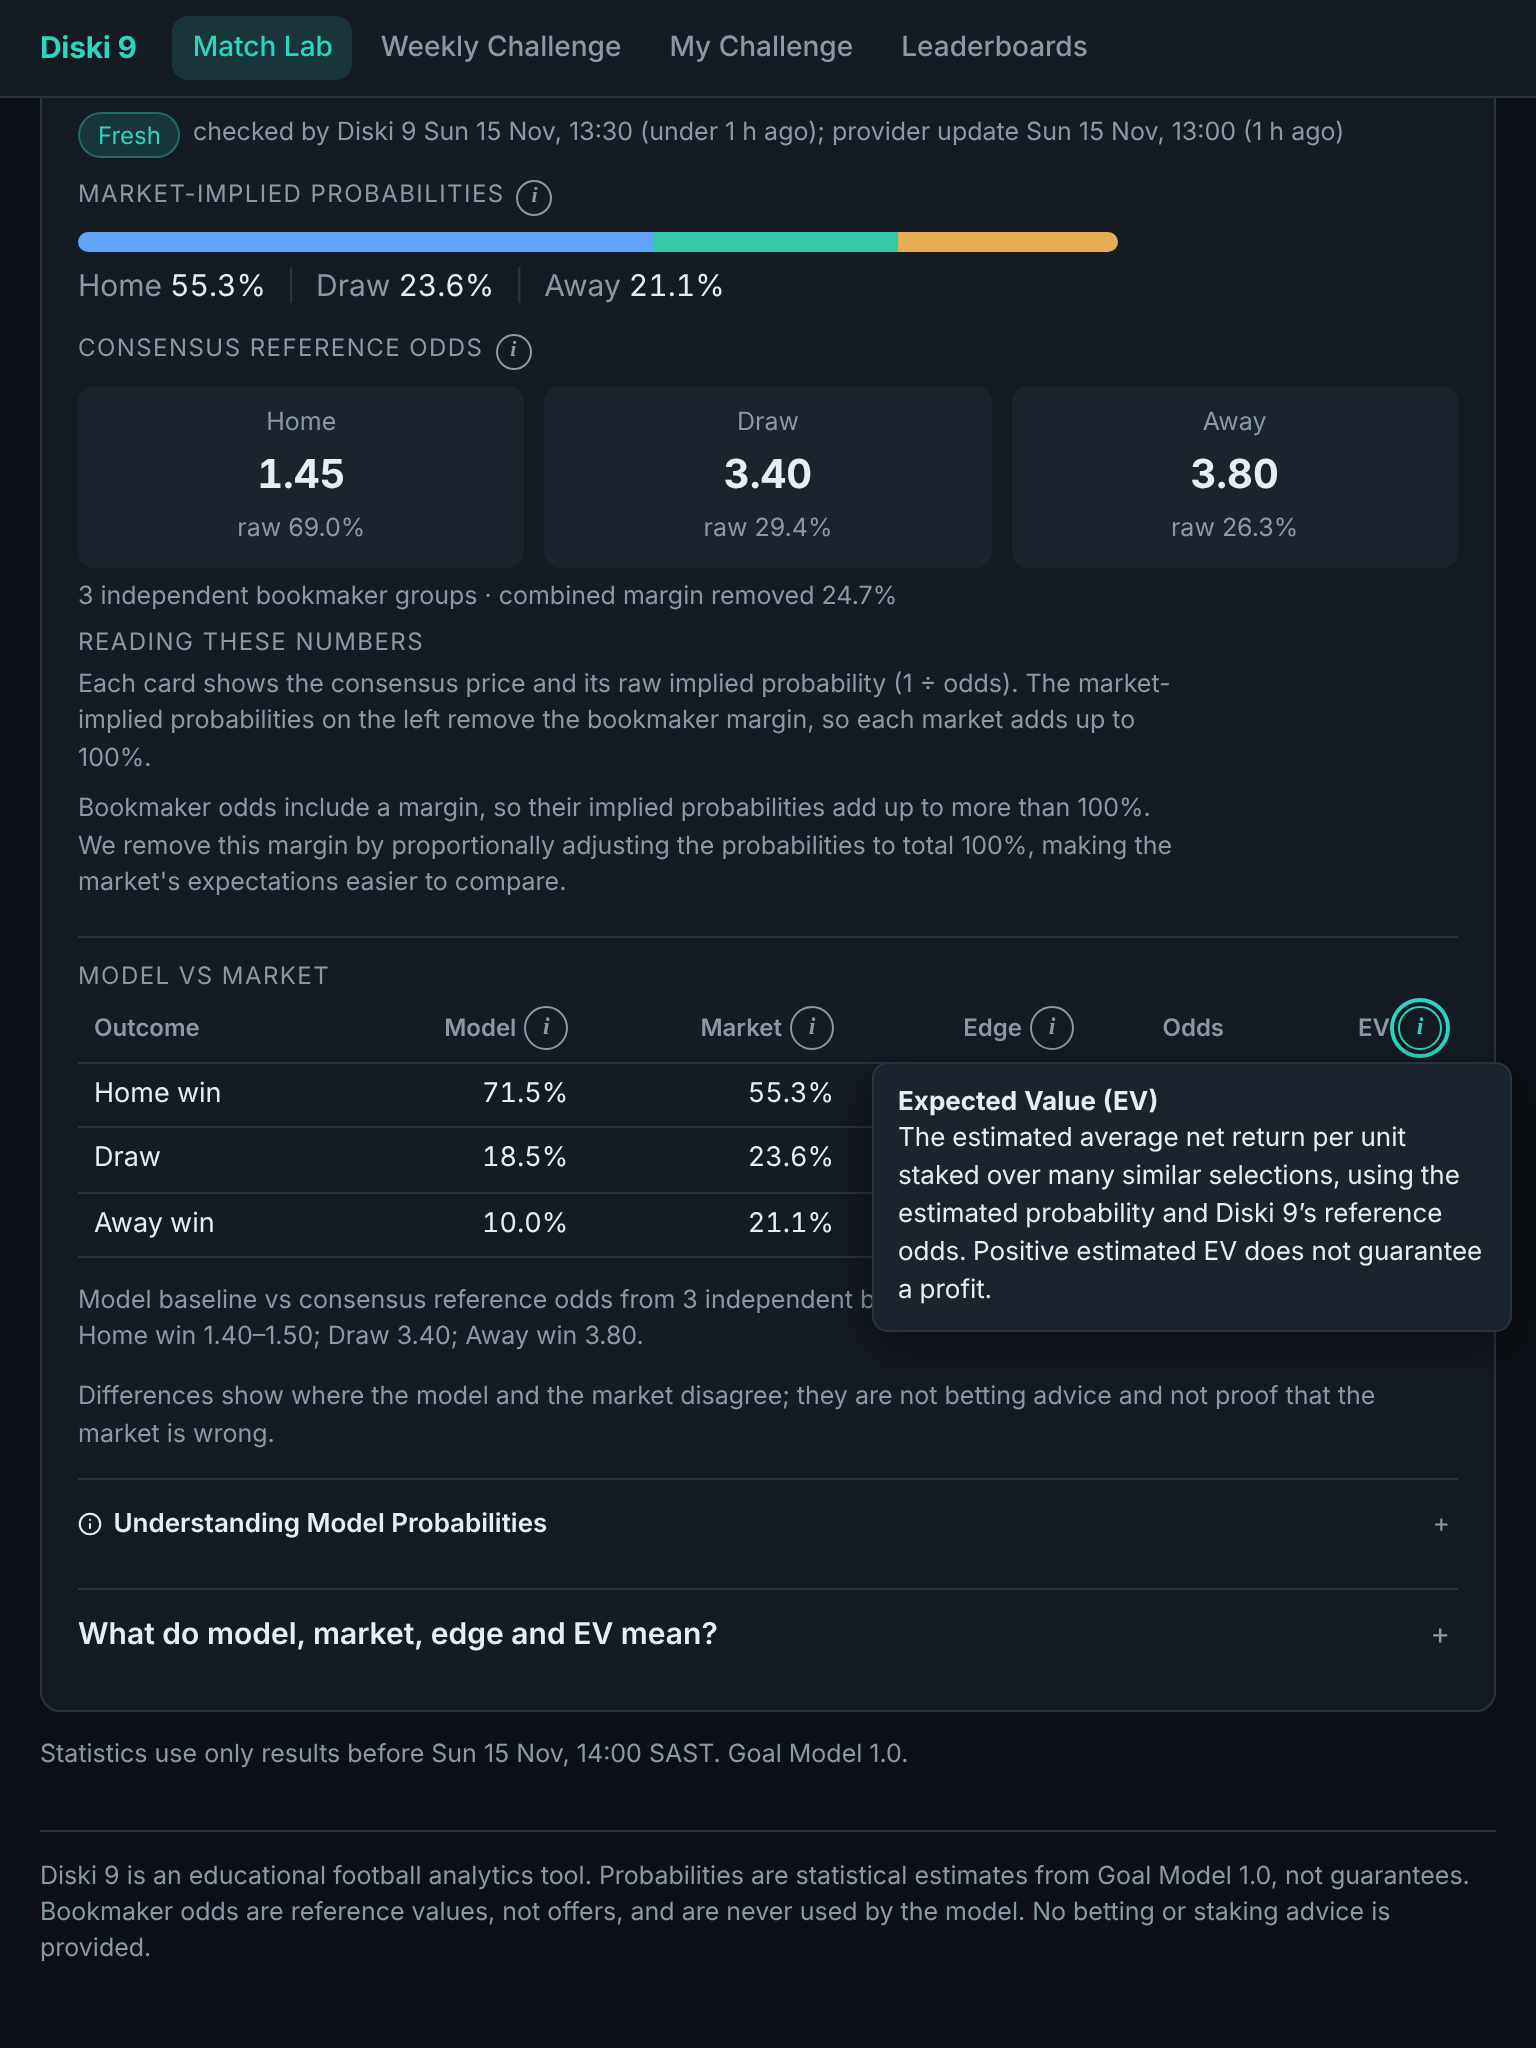 Diski 9 Match Lab Weekly Challenge My Challenge Leaderboards
Fresh checked by Diski 9 Sun 15 Nov, 13:30 (under 1 h ago); provider update Sun 15 Nov, 13:00 (1 h ago)
MARKET-IMPLIED PROBABILITIES i
Home 55.3% Draw 23.6% Away 21.1%
CONSENSUS REFERENCE ODDS i
Home Draw Away
1.45 3.40 3.80
raw 69.0% raw 29.4% raw 26.3%
3 independent bookmaker groups · combined margin removed 24.7%
READING THESE NUMBERS
Each card shows the consensus price and its raw implied probability (1 ÷ odds). The market-
implied probabilities on the left remove the bookmaker margin, so each market adds up to
100%.
Bookmaker odds include a margin, so their implied probabilities add up to more than 100%.
We remove this margin by proportionally adjusting the probabilities to total 100%, making the
market's expectations easier to compare.
MODEL VS MARKET
Outcome Model i Market i Edge i Odds EV i
Home win 71.5% 55.3%
Draw 18.5% 23.6%
Away win 10.0% 21.1%
Expected Value (EV)
The estimated average net return per unit
staked over many similar selections, using the
estimated probability and Diski 9’s reference
odds. Positive estimated EV does not guarantee
a profit.
Model baseline vs consensus reference odds from 3 independent
Home win 1.40–1.50; Draw 3.40; Away win 3.80.
Differences show where the model and the market disagree; they are not betting advice and not proof that the
market is wrong.
Understanding Model Probabilities +
What do model, market, edge and EV mean? +
Statistics use only results before Sun 15 Nov, 14:00 SAST. Goal Model 1.0.
Diski 9 is an educational football analytics tool. Probabilities are statistical estimates from Goal Model 1.0, not guarantees.
Bookmaker odds are reference values, not offers, and are never used by the model. No betting or staking advice is
provided.